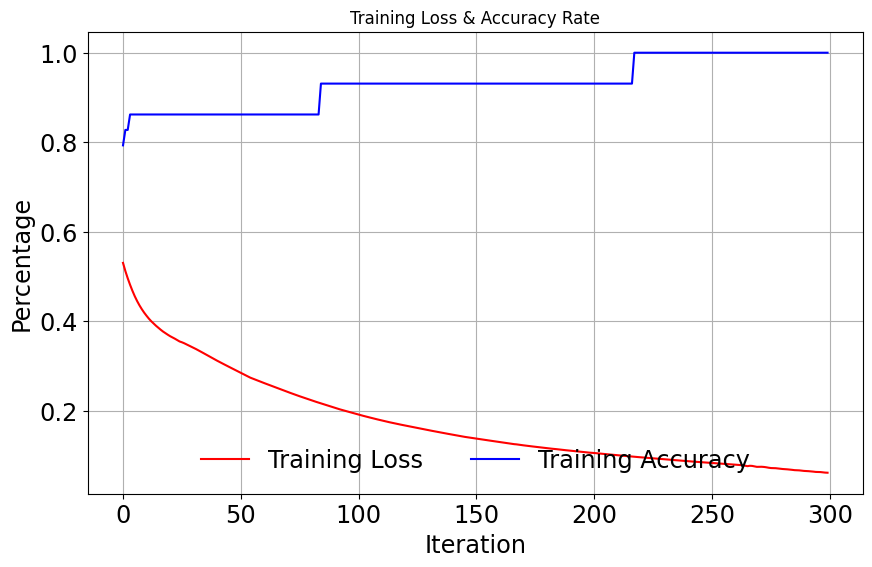 Training Loss & Accuracy Rate
1.0
0.8
0.6
0.4
0.2
Percentage
Training Loss Training Accuracy
0 50 100 150 200 250 300
Iteration